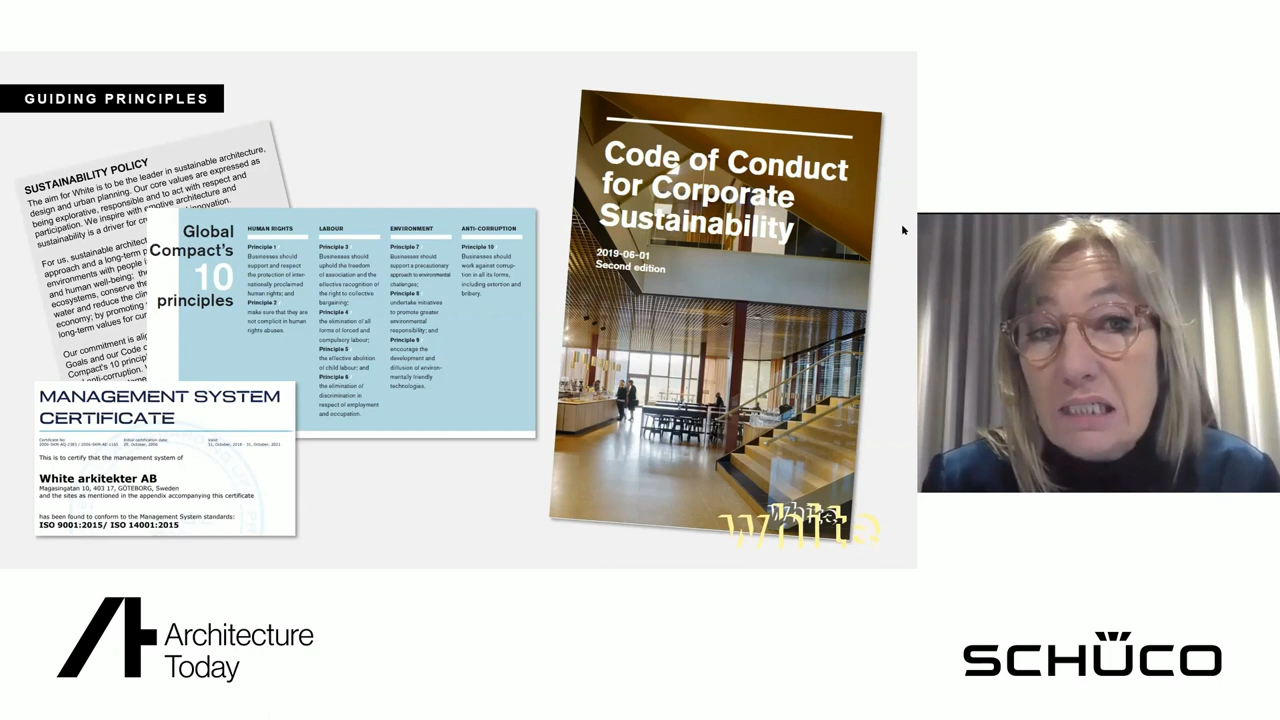 GUIDING PRINCIPLES
SUSTAINABILITY POLICY
The aim for White is to be the leader in sustainable architecture,
design and urban planning. Our core values are expressed as
being explorative, responsible and to act with respect and
participation. We inspire with emotive architecture and
sustainability is a driver for innovation.
For us, sustainable
approach and a long-term
environments with people
and human well-being,
ecosystems, conserve the
water and reduce the
economy; by promoting
long-term values for
Our commitment is
Goals and our Code
Compact's 10
anti-corruption.
Global
Compact's
10
principles
HUMAN RIGHTS
Principle 1
Businesses should
support and respect
the protection of inter-
nationally proclaimed
human rights; and
Principle 2
make sure that they are
not complicit in human
rights abuses.
LABOUR
Principle 3
Businesses should
uphold the freedom
of association and the
effective recognition of
the right to collective
bargaining;
Principle 4
the elimination of all
forms of forced and
compulsory labour;
Principle 5
the effective abolition
of child labour; and
Principle 6
the elimination of
discrimination in
respect of employment
and occupation.
ENVIRONMENT
Principle 7
Businesses should
support a precautionary
approach to environmental
challenges;
Principle 8
undertake initiatives
to promote greater
environmental
responsibility; and
Principle 9
encourage the
development and
diffusion of environ-
mentally friendly
technologies.
ANTI-CORRUPTION
Principle 10
Businesses should
work against corrup-
tion in all its forms,
including extortion and
bribery.
MANAGEMENT SYSTEM
CERTIFICATE
Certificate No: Initial certification date: Valid:
This is to certify that the management system of
White arkitekter AB
Magasingatan 10, 403 17, GÖTEBORG, Sweden
and the sites as mentioned in the appendix accompanying this certificate
has been found to conform to the Management System standards:
ISO 9001:2015/ ISO 14001:2015
Code of Conduct
for Corporate
Sustainability
2019-06-01
Second edition
White
white
Architecture
Today
SCHÜCO